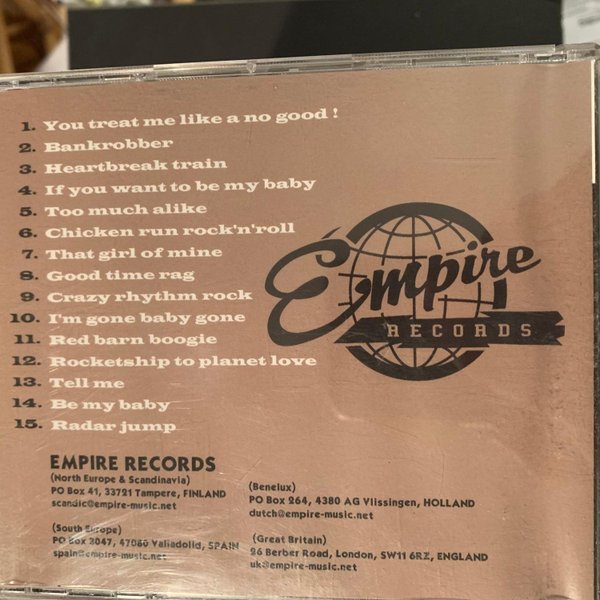 1. You treat me like a no good !
2. Bankrobber
3. Heartbreak train
4. If you want to be my baby
5. Too much alike
6. Chicken run rock'n'roll
7. That girl of mine
8. Good time rag
9. Crazy rhythm rock
10. I'm gone baby gone
11. Red barn boogie
12. Rocketship to planet love
13. Tell me
14. Be my baby
15. Radar jump
Empire
RECORDS
EMPIRE RECORDS
(North Europe & Scandinavia)
PO Box 41, 33721 Tampere, FINLAND
scandic@empire-music.net
(Benelux)
PO Box 264, 4380 AG Vlissingen, HOLLAND
dutch@empire-music.net
(South Europe)
PO Box 3047, 47080 Valladolid, SPAIN
spain@empire-music.net
(Great Britain)
26 Berber Road, London, SW11 6RZ, ENGLAND
uk@empire-music.net